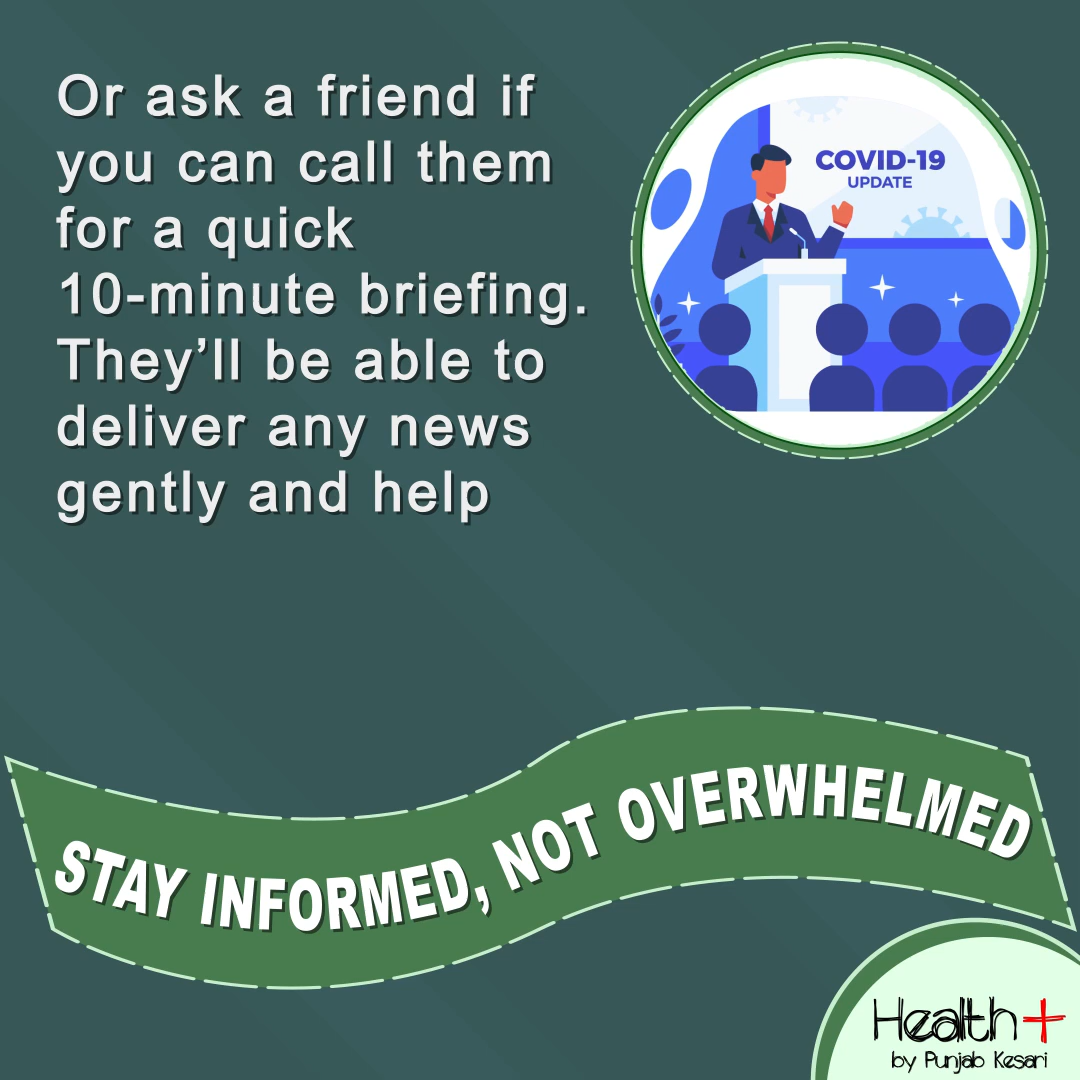 Or ask a friend if
you can call them
for a quick
10-minute briefing.
They’ll be able to
deliver any news
gently and help
COVID-19
UPDATE
STAY INFORMED, NOT OVERWHELMED
Health+
by Punjab Kesari